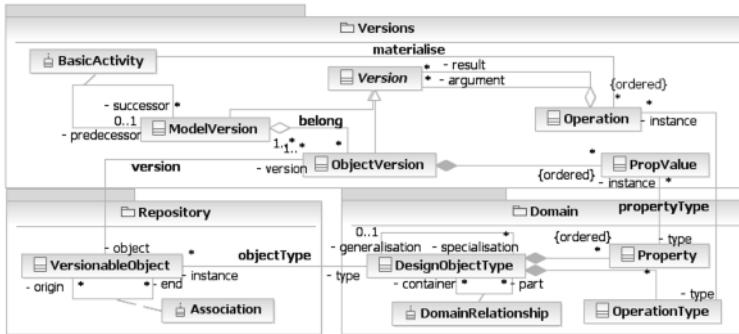 Versions
BasicActivity
materialise
- result
- argument
Version
*
*
{ordered}
*
*
- successor
*
0..1
- predecessor
ModelVersion
belong
1..*
*
Operation
- instance
version
1..*
- version
ObjectVersion
*
{ordered}
PropValue
- instance
*
Repository
Domain
propertyType
- object
*
objectType
0..1
*
- generalisation
- specialisation
{ordered}
*
- type
VersionableObject
- instance
- type
DesignObjectType
Property
- origin
*
*
- end
- container
*
*
- part
*
- type
Association
DomainRelationship
OperationType